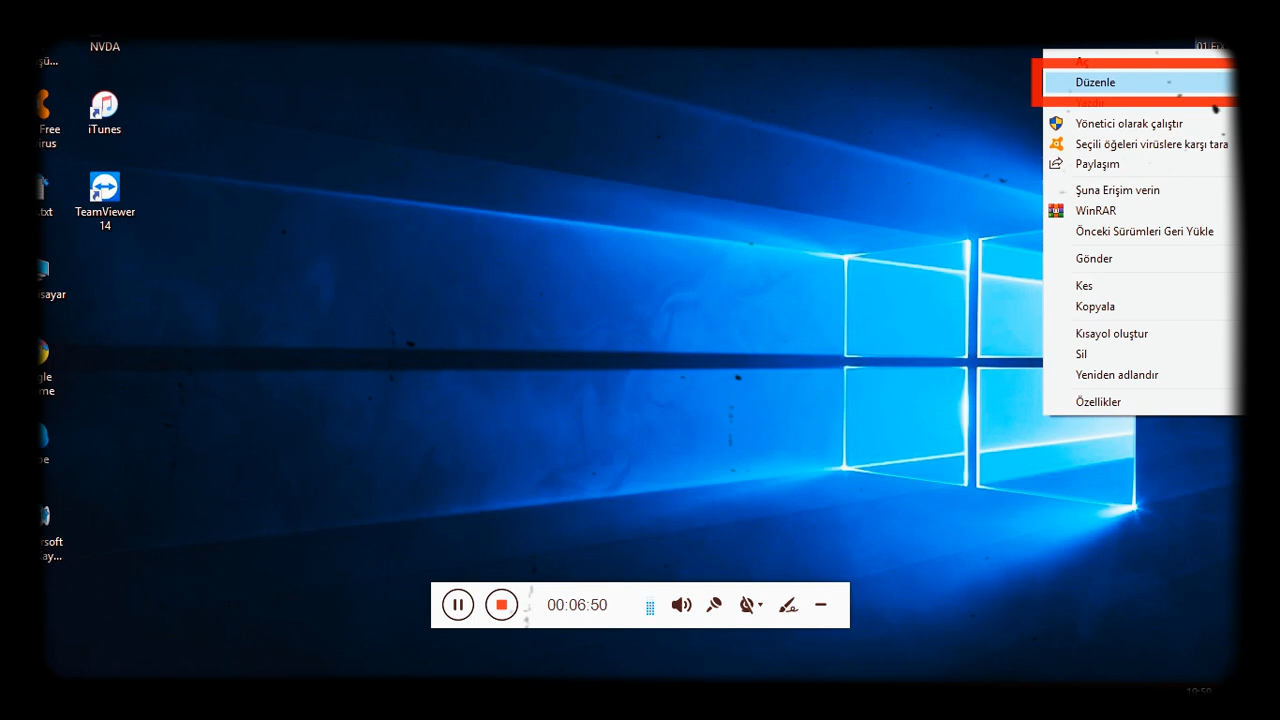 NVDA
şü...
Free
irus
iTunes
.txt
TeamViewer
14
sayar
gle
me
pe
rsoft
ay...
Aç
Düzenle
Yazdır
Yönetici olarak çalıştır
Seçili öğeleri virüslere karşı tara
Paylaşım
Şuna Erişim verin
WinRAR
Önceki Sürümleri Geri Yükle
Gönder
Kes
Kopyala
Kısayol oluştur
Sil
Yeniden adlandır
Özellikler
00:06:50